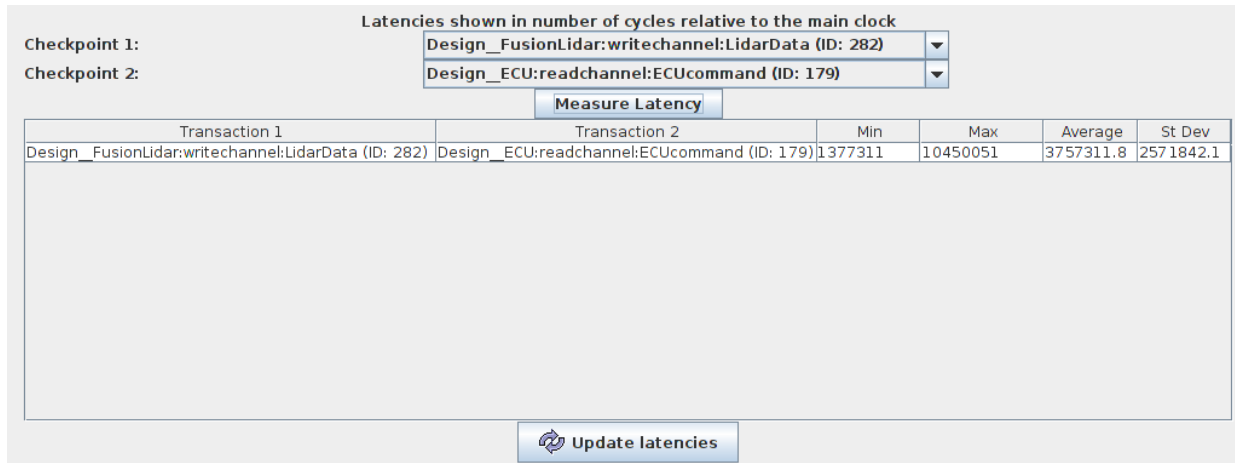 Latencies shown in number of cycles relative to the main clock
Checkpoint 1: Design__FusionLidar:writechannel:LidarData (ID: 282)
Checkpoint 2: Design__ECU:readchannel:ECUcommand (ID: 179)
Measure Latency
Transaction 1 Transaction 2 Min Max Average St Dev
Design__FusionLidar:writechannel:LidarData (ID: 282) Design__ECU:readchannel:ECUcommand (ID: 179) 1377311 10450051 3757311.8 2571842.1
Update latencies